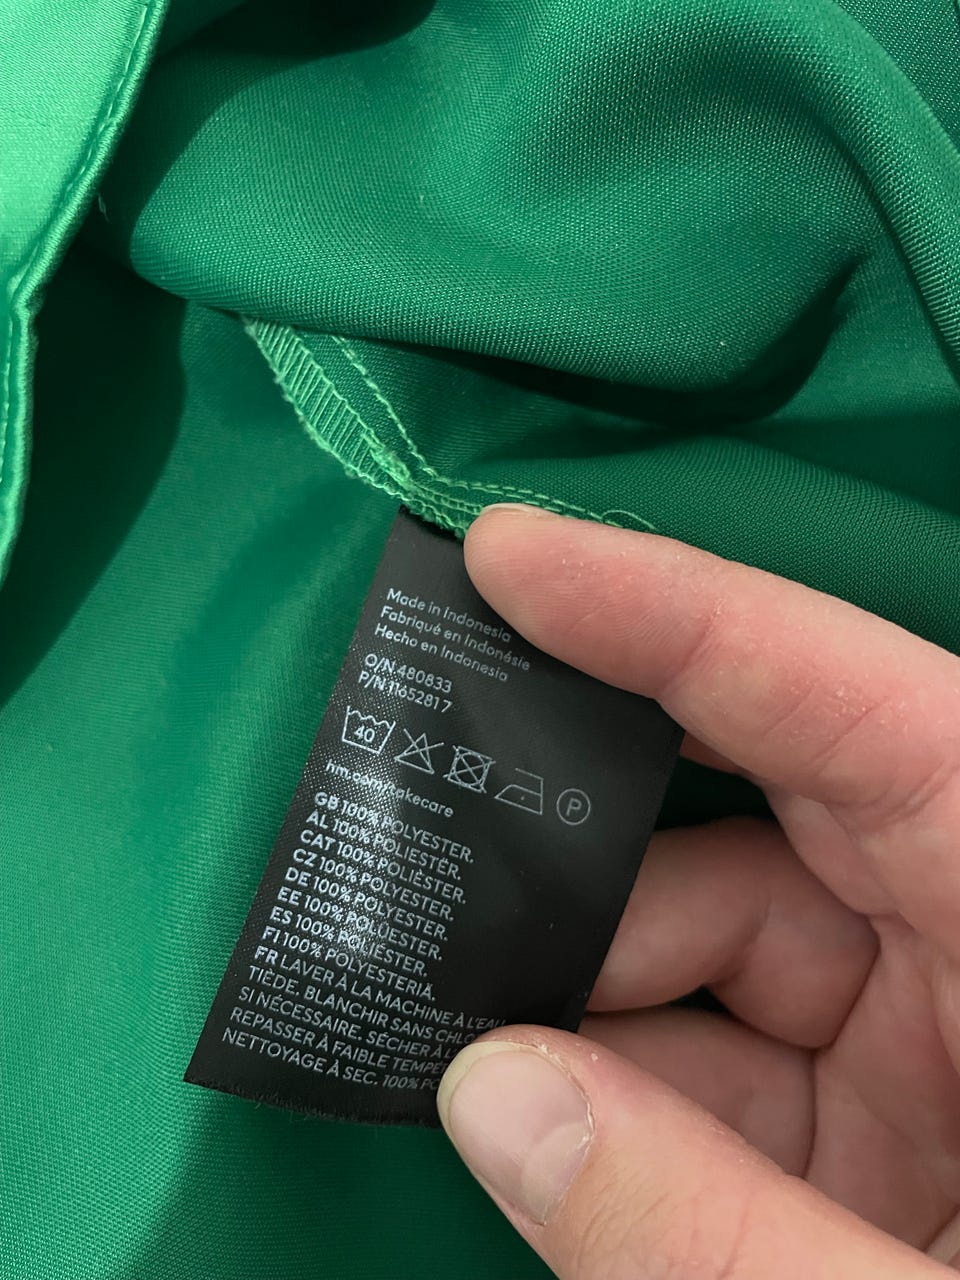 Made in Indonesia
Fabriqué en Indonésie
Hecho en Indonesia
O/N 480833
P/N 11652817
40
P
hm.com/takecare
GB 100% POLYESTER.
AL 100% POLIESTËR.
CAT 100% POLIÈSTER.
CZ 100% POLYESTER.
DE 100% POLYESTER.
EE 100% POLÜESTER.
ES 100% POLIÉSTER.
FI 100% POLYESTERIÄ.
FR LAVER À LA MACHINE À L'EAU
TIÈDE. BLANCHIR SANS
SI NÉCESSAIRE. SÉCHER À
REPASSER À FAIBLE
NETTOYAGE À SEC. 100%